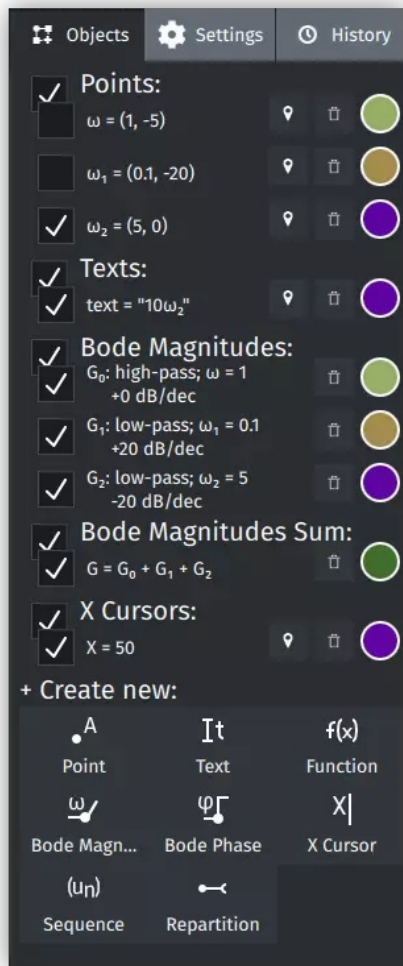 Objects
Settings
History
Points:
ω = (1, -5)
ω₁ = (0.1, -20)
ω₂ = (5, 0)
Texts:
text = "10ω₂"
Bode Magnitudes:
G₀: high-pass; ω = 1
+0 dB/dec
G₁: low-pass; ω₁ = 0.1
+20 dB/dec
G₂: low-pass; ω₂ = 5
-20 dB/dec
Bode Magnitudes Sum:
G = G₀ + G₁ + G₂
X Cursors:
X = 50
+ Create new:
A
It
f(x)
Point
Text
Function
ω
φ
X|
Bode Magn...
Bode Phase
X Cursor
(uₙ)
Sequence
Repartition